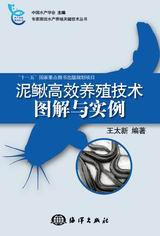 中国水产学会 主编
专家图说水产养殖关键技术丛书
“十一五”国家重点图书出版规划项目
泥鳅高效养殖技术
图解与实例
王太新 编著
海洋出版社